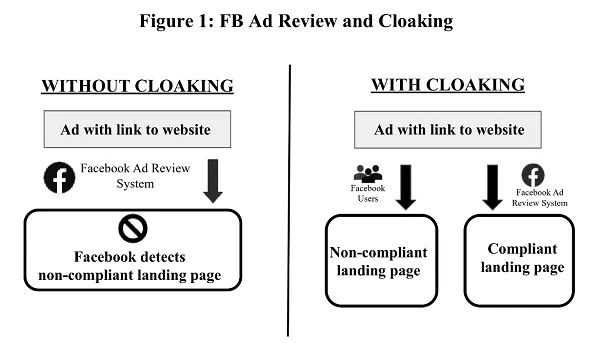 Figure 1: FB Ad Review and Cloaking
WITHOUT CLOAKING
Ad with link to website
Facebook Ad Review
System
Facebook detects
non-compliant landing page
WITH CLOAKING
Ad with link to website
Facebook
Users
Facebook Ad
Review System
Non-compliant
landing page
Compliant
landing page